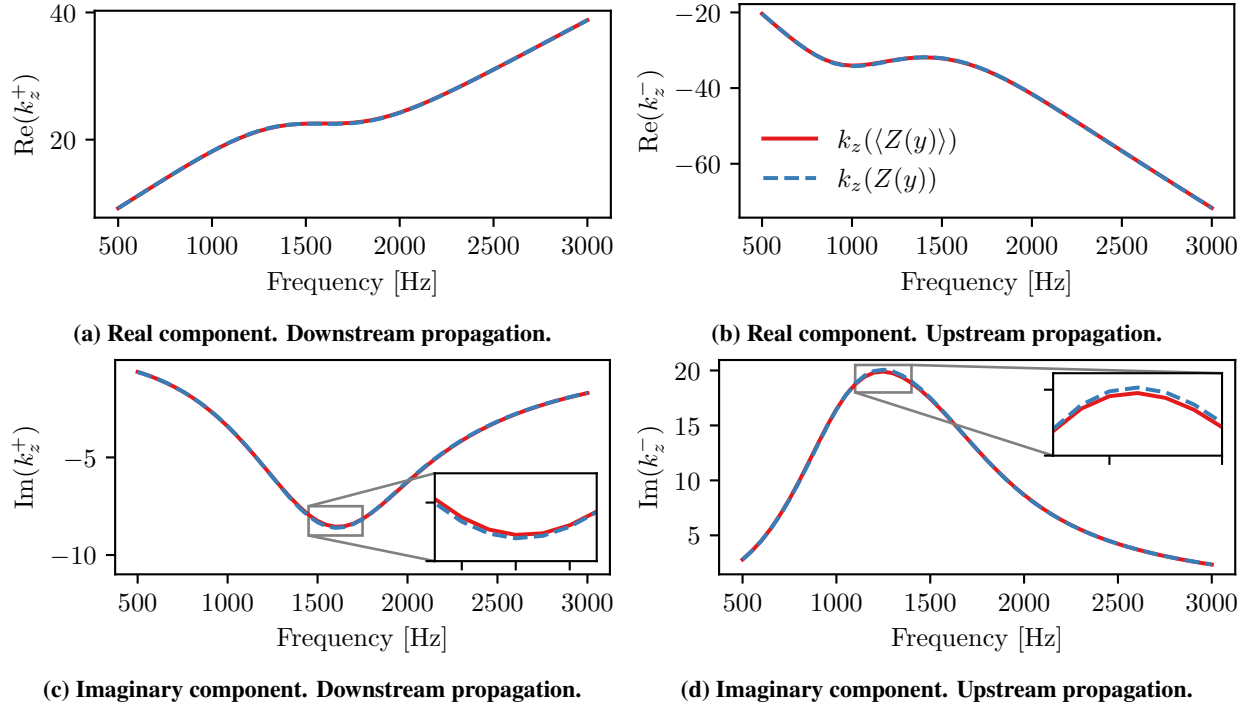 40
20
Re(k_z^+)
500 1000 1500 2000 2500 3000
Frequency [Hz]
(a) Real component. Downstream propagation.
−20
−40
−60
Re(k_z^-)
k_z(⟨Z(y)⟩)
k_z(Z(y))
500 1000 1500 2000 2500 3000
Frequency [Hz]
(b) Real component. Upstream propagation.
−5
−10
Im(k_z^+)
500 1000 1500 2000 2500 3000
Frequency [Hz]
(c) Imaginary component. Downstream propagation.
20
15
10
5
Im(k_z^-)
500 1000 1500 2000 2500 3000
Frequency [Hz]
(d) Imaginary component. Upstream propagation.